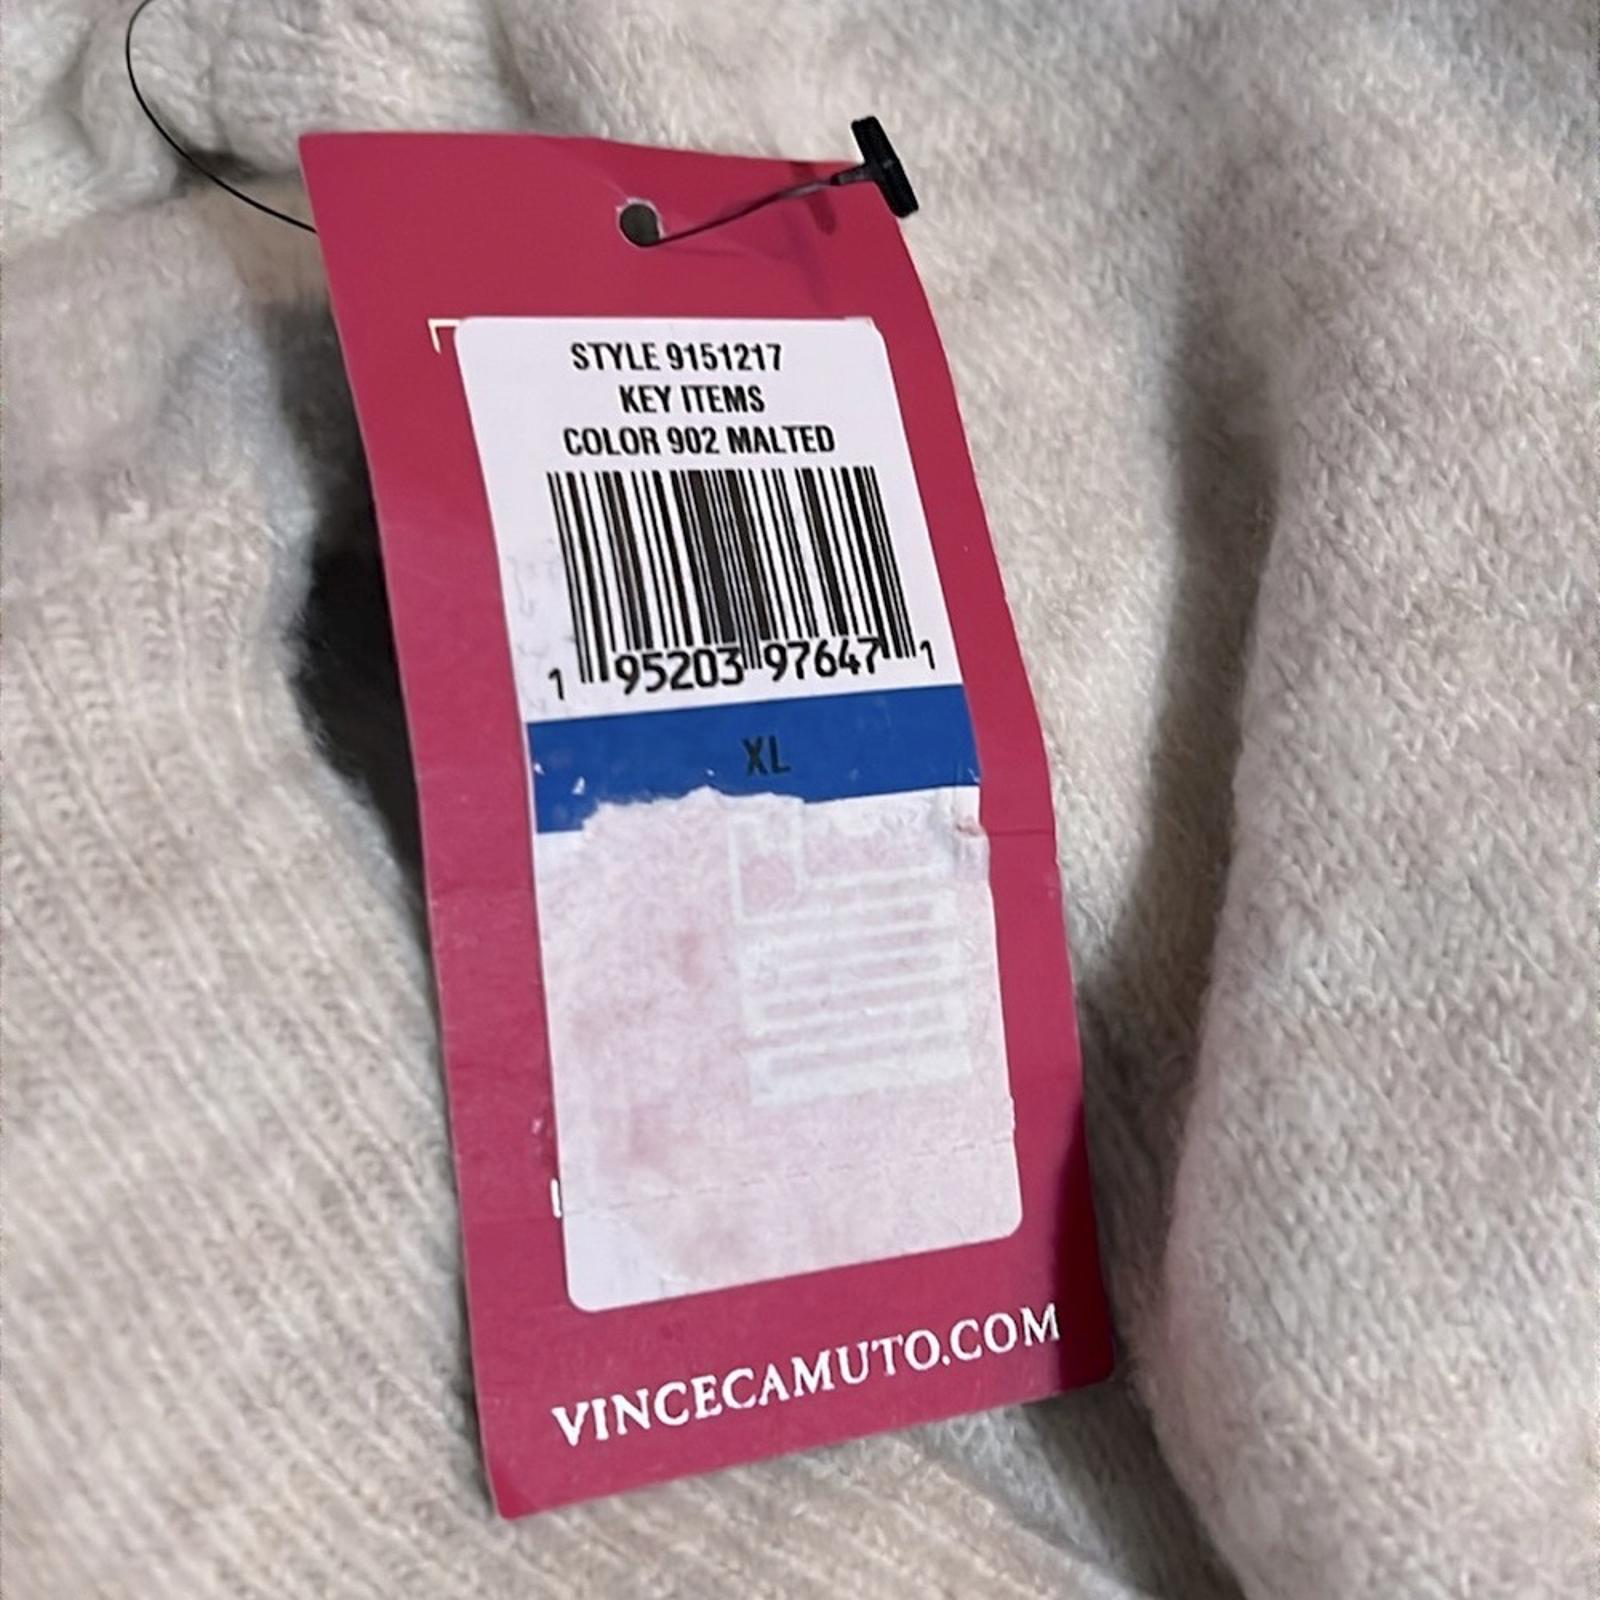 STYLE 9151217
KEY ITEMS
COLOR 902 MALTED
1 95203 97647 1
XL
VINCECAMUTO.COM